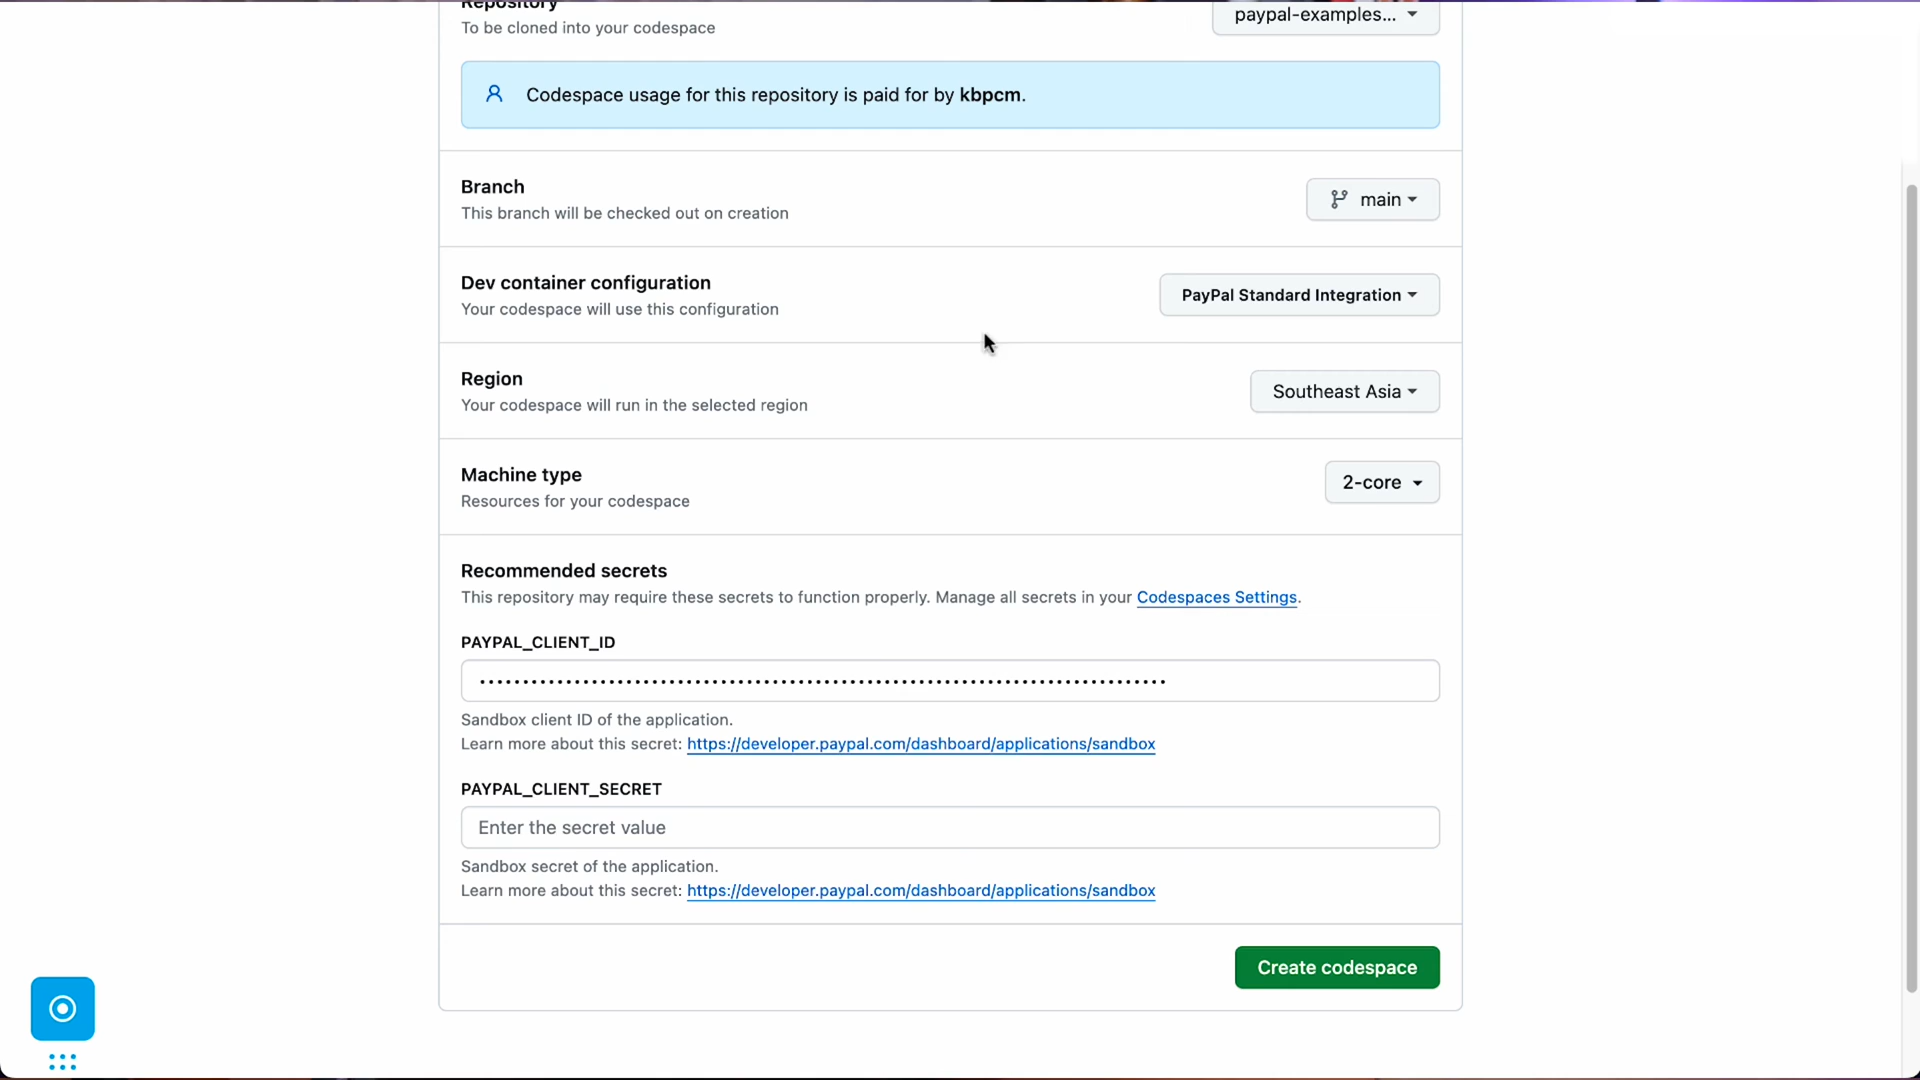 Repository
To be cloned into your codespace
paypal-examples...
Codespace usage for this repository is paid for by kbpcm.
Branch
This branch will be checked out on creation
main
Dev container configuration
Your codespace will use this configuration
PayPal Standard Integration
Region
Your codespace will run in the selected region
Southeast Asia
Machine type
Resources for your codespace
2-core
Recommended secrets
This repository may require these secrets to function properly. Manage all secrets in your Codespaces Settings.
PAYPAL_CLIENT_ID
Sandbox client ID of the application.
Learn more about this secret: https://developer.paypal.com/dashboard/applications/sandbox
PAYPAL_CLIENT_SECRET
Enter the secret value
Sandbox secret of the application.
Learn more about this secret: https://developer.paypal.com/dashboard/applications/sandbox
Create codespace